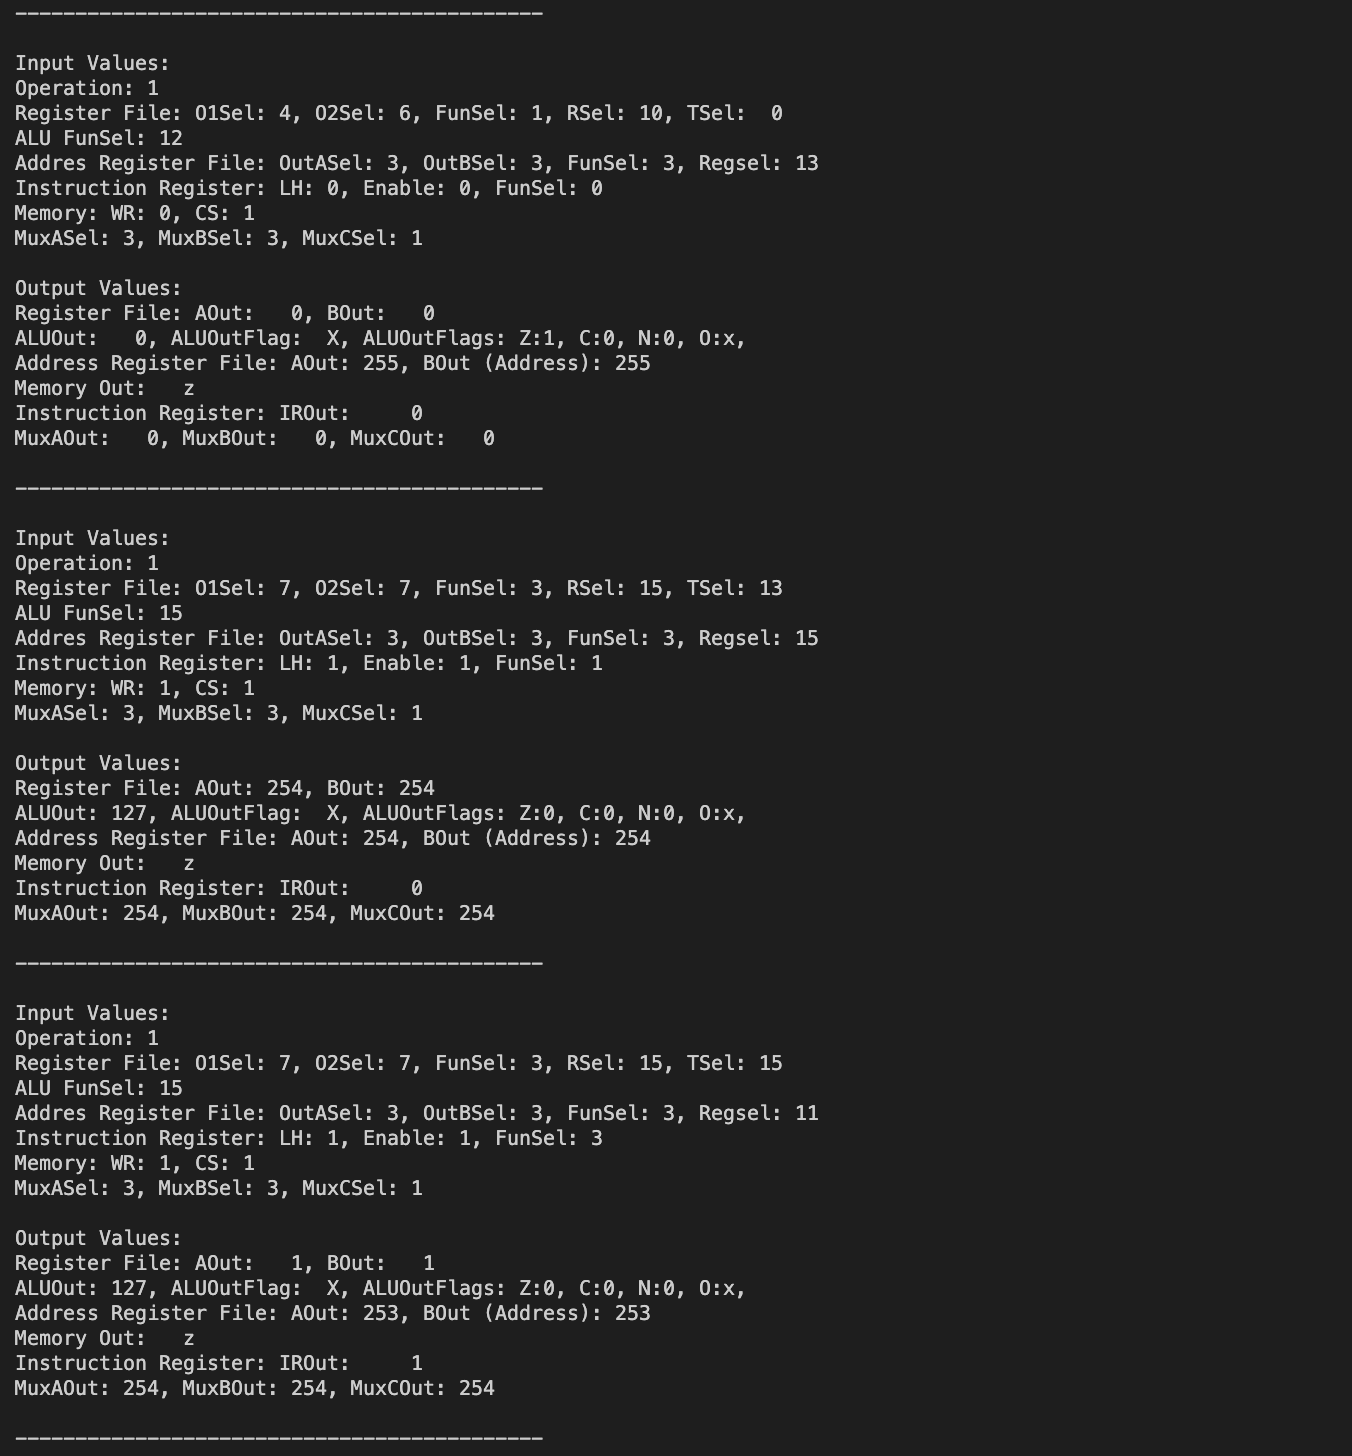 --------------------------------------------
Input Values:
Operation: 1
Register File: O1Sel: 4, O2Sel: 6, FunSel: 1, RSel: 10, TSel:  0
ALU FunSel: 12
Addres Register File: OutASel: 3, OutBSel: 3, FunSel: 3, Regsel: 13
Instruction Register: LH: 0, Enable: 0, FunSel: 0
Memory: WR: 0, CS: 1
MuxASel: 3, MuxBSel: 3, MuxCSel: 1
Output Values:
Register File: AOut:   0, BOut:   0
ALUOut:   0, ALUOutFlag:  X, ALUOutFlags: Z:1, C:0, N:0, O:x,
Address Register File: AOut: 255, BOut (Address): 255
Memory Out:   z
Instruction Register: IROut:     0
MuxAOut:   0, MuxBOut:   0, MuxCOut:   0
--------------------------------------------
Input Values:
Operation: 1
Register File: O1Sel: 7, O2Sel: 7, FunSel: 3, RSel: 15, TSel: 13
ALU FunSel: 15
Addres Register File: OutASel: 3, OutBSel: 3, FunSel: 3, Regsel: 15
Instruction Register: LH: 1, Enable: 1, FunSel: 1
Memory: WR: 1, CS: 1
MuxASel: 3, MuxBSel: 3, MuxCSel: 1
Output Values:
Register File: AOut: 254, BOut: 254
ALUOut: 127, ALUOutFlag:  X, ALUOutFlags: Z:0, C:0, N:0, O:x,
Address Register File: AOut: 254, BOut (Address): 254
Memory Out:   z
Instruction Register: IROut:     0
MuxAOut: 254, MuxBOut: 254, MuxCOut: 254
--------------------------------------------
Input Values:
Operation: 1
Register File: O1Sel: 7, O2Sel: 7, FunSel: 3, RSel: 15, TSel: 15
ALU FunSel: 15
Addres Register File: OutASel: 3, OutBSel: 3, FunSel: 3, Regsel: 11
Instruction Register: LH: 1, Enable: 1, FunSel: 3
Memory: WR: 1, CS: 1
MuxASel: 3, MuxBSel: 3, MuxCSel: 1
Output Values:
Register File: AOut:   1, BOut:   1
ALUOut: 127, ALUOutFlag:  X, ALUOutFlags: Z:0, C:0, N:0, O:x,
Address Register File: AOut: 253, BOut (Address): 253
Memory Out:   z
Instruction Register: IROut:     1
MuxAOut: 254, MuxBOut: 254, MuxCOut: 254
--------------------------------------------